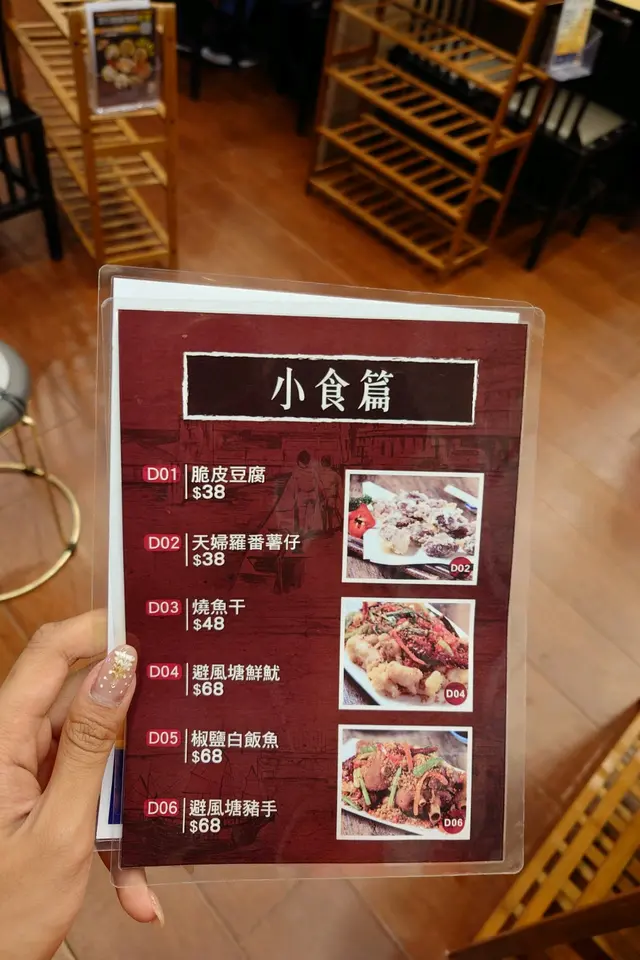 小食篇
D01 脆皮豆腐
$38
D02 天婦羅番薯仔
$38
D03 燒魚干
$48
D04 避風塘鮮魷
$68
D05 椒鹽白飯魚
$68
D06 避風塘豬手
$68
D02
D04
D06